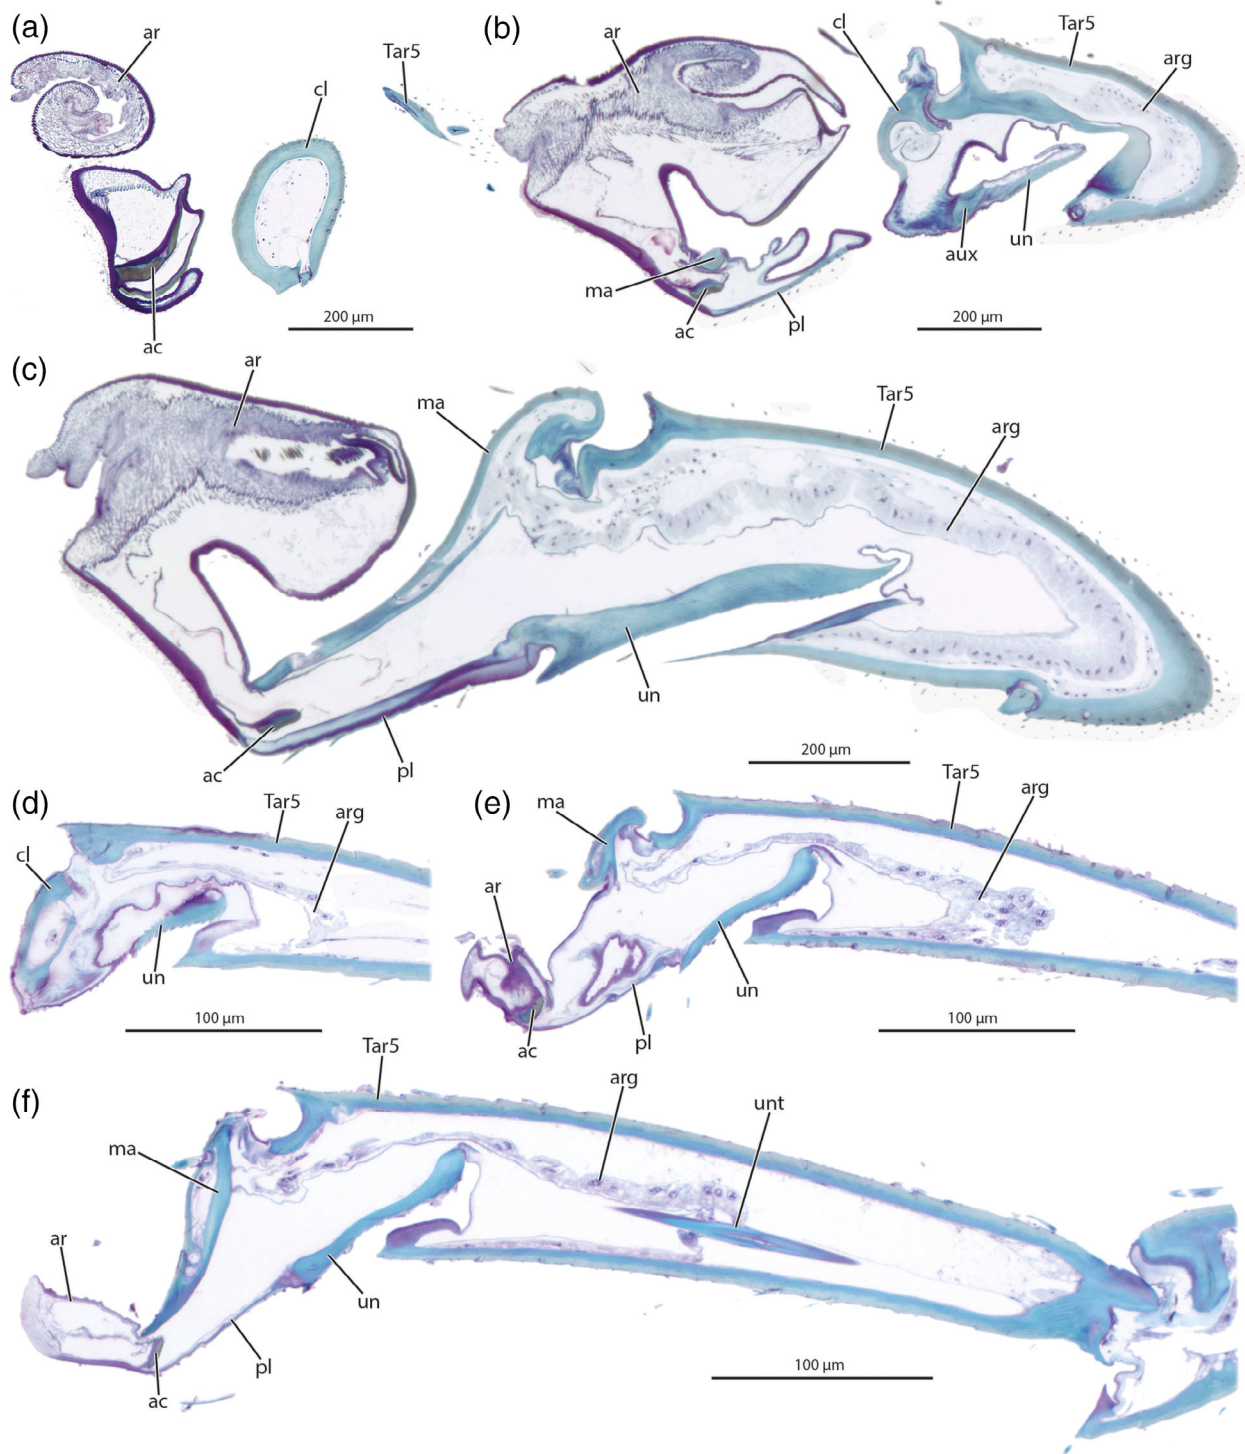 (a)
ar
cl
Tar5
ac
200 µm
(b)
ar
cl
Tar5
arg
ma
ac
pl
aux
un
200 µm
(c)
ar
ma
Tar5
arg
un
ac
pl
200 µm
(d)
cl
Tar5
arg
un
100 µm
(e)
ma
Tar5
arg
ar
un
ac
pl
100 µm
(f)
Tar5
arg
unt
ma
ar
un
pl
ac
100 µm